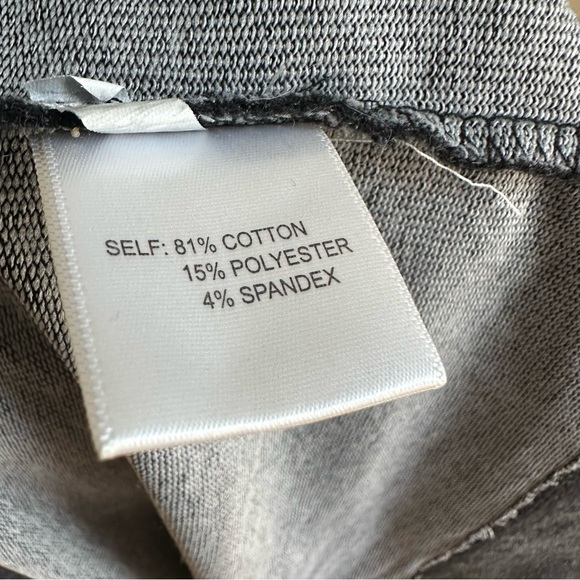 SELF: 81% COTTON
15% POLYESTER
4% SPANDEX